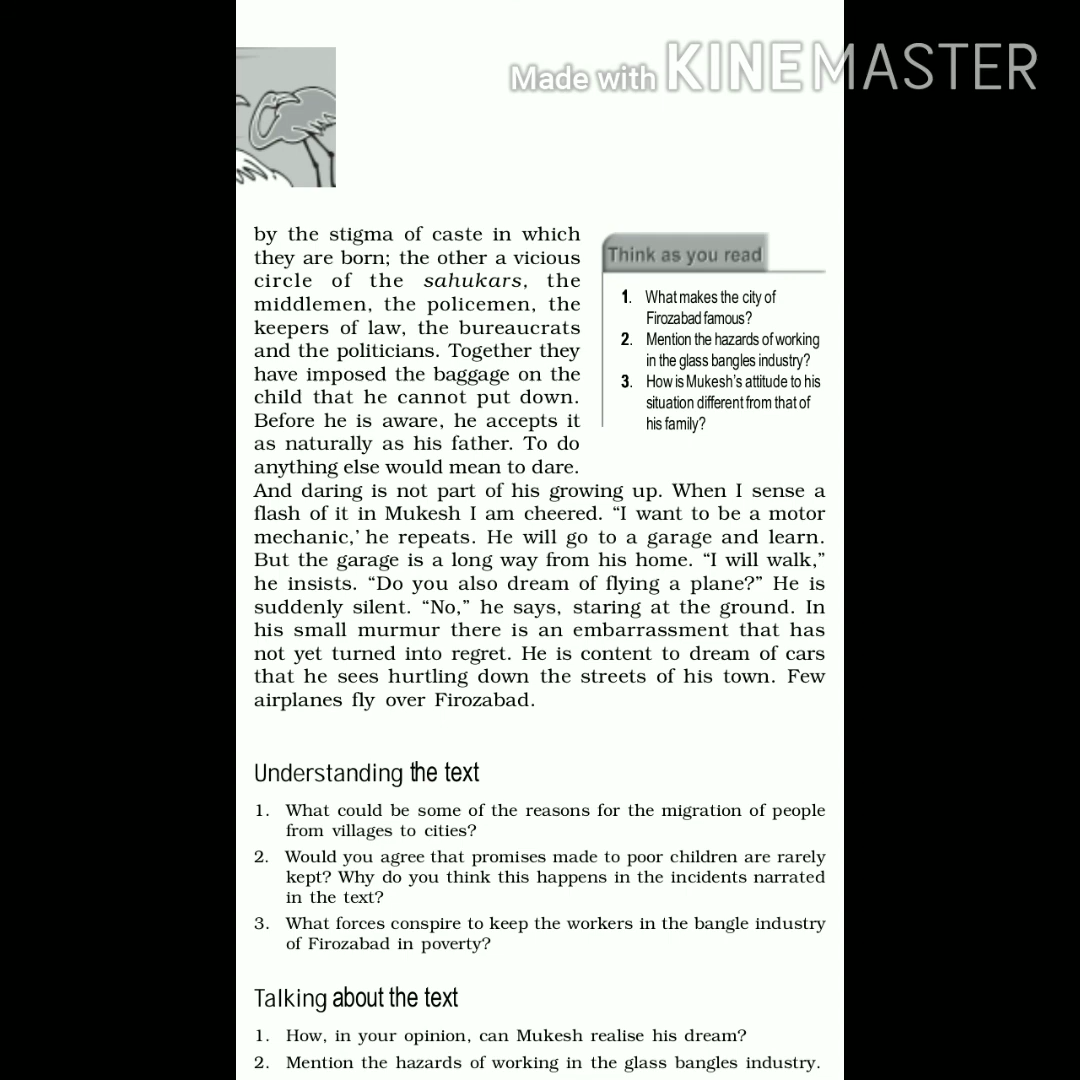 Made with KINEMASTER
by the stigma of caste in which
they are born; the other a vicious
circle of the sahukars, the
middlemen, the policemen, the
keepers of law, the bureaucrats
and the politicians. Together they
have imposed the baggage on the
child that he cannot put down.
Before he is aware, he accepts it
as naturally as his father. To do
anything else would mean to dare.
Think as you read
1. What makes the city of
Firozabad famous?
2. Mention the hazards of working
in the glass bangles industry?
3. How is Mukesh's attitude to his
situation different from that of
his family?
And daring is not part of his growing up. When I sense a
flash of it in Mukesh I am cheered. “I want to be a motor
mechanic,’ he repeats. He will go to a garage and learn.
But the garage is a long way from his home. “I will walk,”
he insists. “Do you also dream of flying a plane?” He is
suddenly silent. “No,” he says, staring at the ground. In
his small murmur there is an embarrassment that has
not yet turned into regret. He is content to dream of cars
that he sees hurtling down the streets of his town. Few
airplanes fly over Firozabad.
Understanding the text
1. What could be some of the reasons for the migration of people
from villages to cities?
2. Would you agree that promises made to poor children are rarely
kept? Why do you think this happens in the incidents narrated
in the text?
3. What forces conspire to keep the workers in the bangle industry
of Firozabad in poverty?
Talking about the text
1. How, in your opinion, can Mukesh realise his dream?
2. Mention the hazards of working in the glass bangles industry.